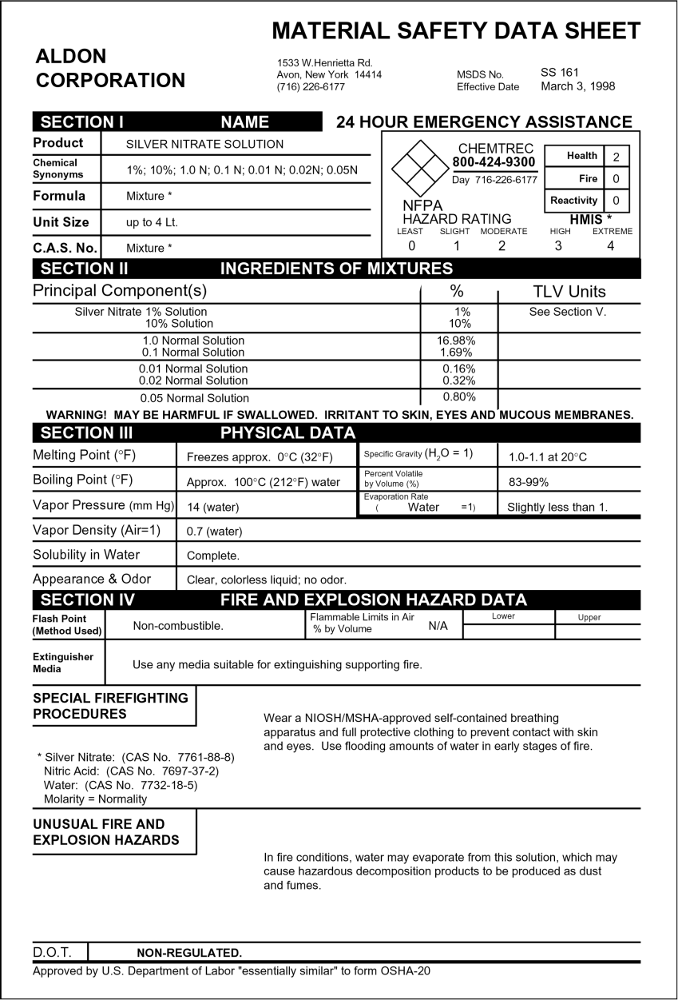 MATERIAL SAFETY DATA SHEET
ALDON
CORPORATION
1533 W.Henrietta Rd.
Avon, New York 14414
(716) 226-6177
MSDS No. SS 161
Effective Date March 3, 1998
SECTION I NAME
24 HOUR EMERGENCY ASSISTANCE
Product SILVER NITRATE SOLUTION
Chemical
Synonyms
1%; 10%; 1.0 N; 0.1 N; 0.01 N; 0.02N; 0.05N
Formula Mixture *
Unit Size up to 4 Lt.
C.A.S. No. Mixture *
CHEMTREC
800-424-9300
Day 716-226-6177
NFPA
Health 2
Fire 0
Reactivity 0
HAZARD RATING HMIS *
LEAST SLIGHT MODERATE HIGH EXTREME
0 1 2 3 4
SECTION II INGREDIENTS OF MIXTURES
Principal Component(s) % TLV Units
Silver Nitrate 1% Solution 1% See Section V.
10% Solution 10%
1.0 Normal Solution 16.98%
0.1 Normal Solution 1.69%
0.01 Normal Solution 0.16%
0.02 Normal Solution 0.32%
0.05 Normal Solution 0.80%
WARNING! MAY BE HARMFUL IF SWALLOWED. IRRITANT TO SKIN, EYES AND MUCOUS MEMBRANES.
SECTION III PHYSICAL DATA
Melting Point (°F) Freezes approx. 0°C (32°F) Specific Gravity (H₂O = 1) 1.0-1.1 at 20°C
Boiling Point (°F) Approx. 100°C (212°F) water
Percent Volatile
by Volume (%)
83-99%
Vapor Pressure (mm Hg) 14 (water)
Evaporation Rate
( Water =1)
Slightly less than 1.
Vapor Density (Air=1) 0.7 (water)
Solubility in Water Complete.
Appearance & Odor Clear, colorless liquid; no odor.
SECTION IV FIRE AND EXPLOSION HAZARD DATA
Flash Point
(Method Used)
Non-combustible.
Flammable Limits in Air
% by Volume
N/A
Lower Upper
Extinguisher
Media
Use any media suitable for extinguishing supporting fire.
SPECIAL FIREFIGHTING
PROCEDURES
Wear a NIOSH/MSHA-approved self-contained breathing
apparatus and full protective clothing to prevent contact with skin
and eyes. Use flooding amounts of water in early stages of fire.
* Silver Nitrate: (CAS No. 7761-88-8)
Nitric Acid: (CAS No. 7697-37-2)
Water: (CAS No. 7732-18-5)
Molarity = Normality
UNUSUAL FIRE AND
EXPLOSION HAZARDS
In fire conditions, water may evaporate from this solution, which may
cause hazardous decomposition products to be produced as dust
and fumes.
D.O.T. NON-REGULATED.
Approved by U.S. Department of Labor "essentially similar" to form OSHA-20